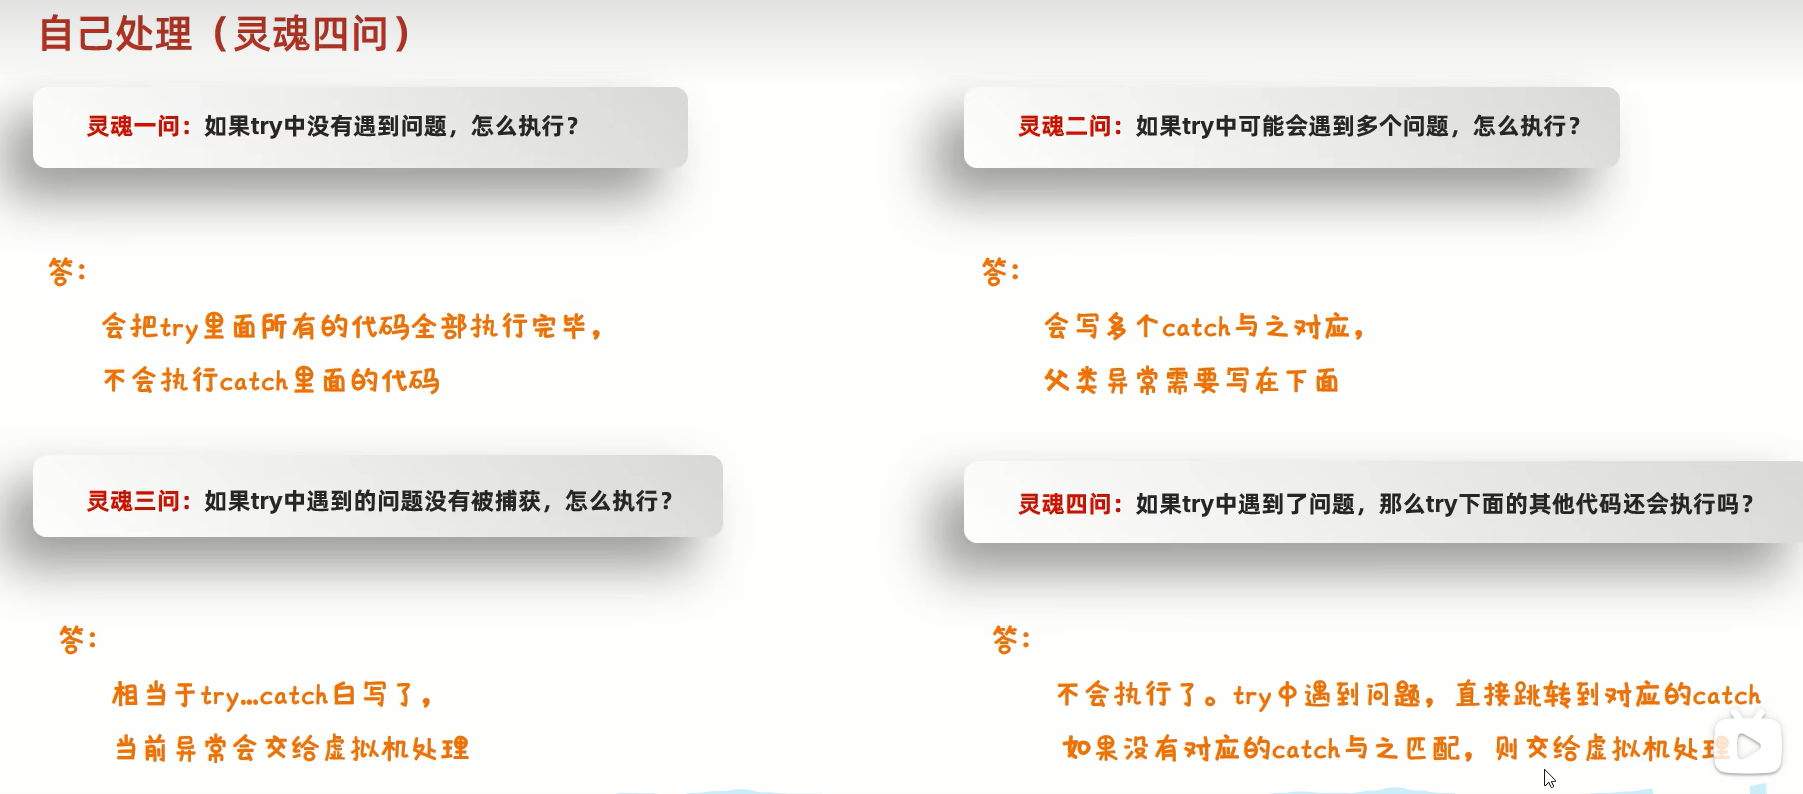 自己处理（灵魂四问）
灵魂一问：如果try中没有遇到问题，怎么执行？
答：
会把try里面所有的代码全部执行完毕，
不会执行catch里面的代码
灵魂二问：如果try中可能会遇到多个问题，怎么执行？
答：
会写多个catch与之对应，
父类异常需要写在下面
灵魂三问：如果try中遇到的问题没有被捕获，怎么执行？
答：
相当于try...catch白写了，
当前异常会交给虚拟机处理
灵魂四问：如果try中遇到了问题，那么try下面的其他代码还会执行吗？
答：
不会执行了。try中遇到问题，直接跳转到对应的catch
如果没有对应的catch与之匹配，则交给虚拟机处理